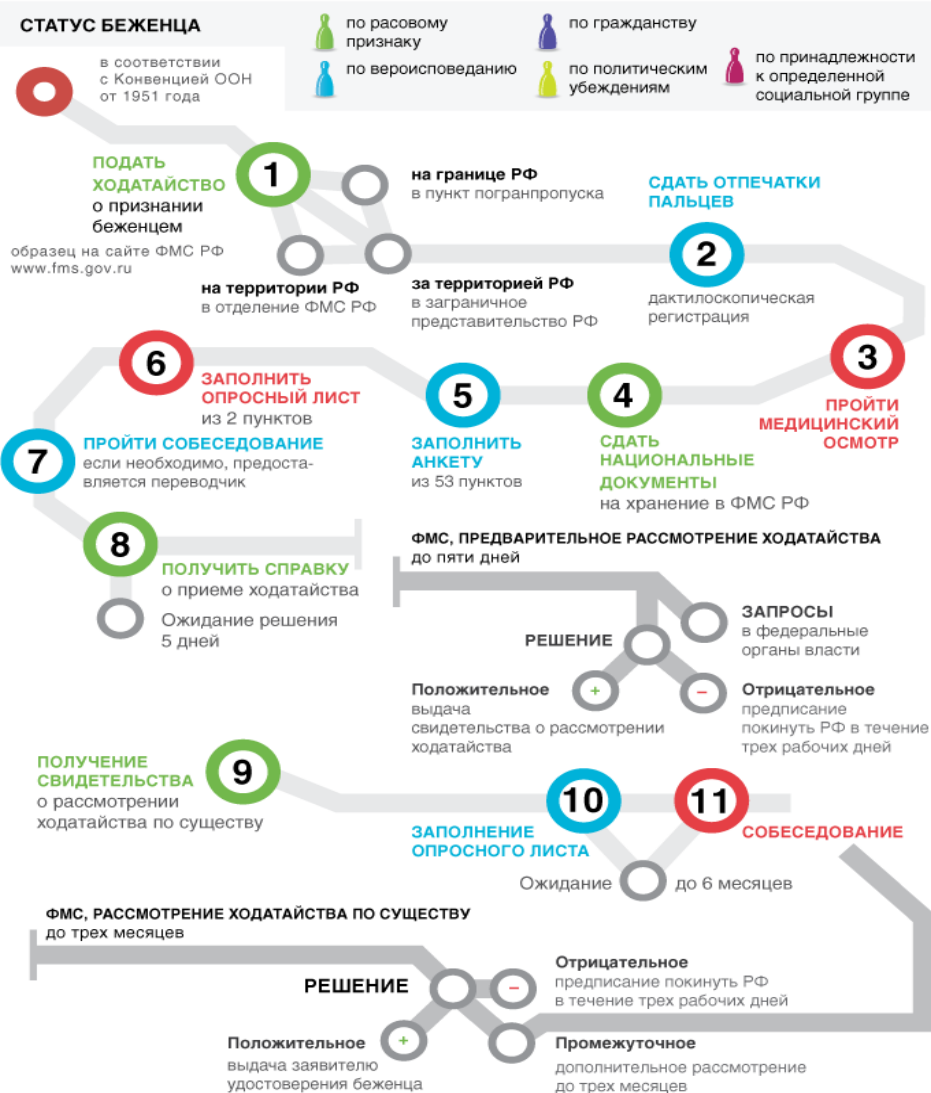 СТАТУС БЕЖЕНЦА
по расовому
признаку
по гражданству
по вероисповеданию
по политическим
убеждениям
по принадлежности
к определенной
социальной группе
в соответствии
с Конвенцией ООН
от 1951 года
1
ПОДАТЬ
ХОДАТАЙСТВО
о признании
беженцем
образец на сайте ФМС РФ
www.fms.gov.ru
на границе РФ
в пункт погранпропуска
на территории РФ
в отделение ФМС РФ
за территорией РФ
в заграничное
представительство РФ
СДАТЬ ОТПЕЧАТКИ
ПАЛЬЦЕВ
2
дактилоскопическая
регистрация
3
ПРОЙТИ
МЕДИЦИНСКИЙ
ОСМОТР
4
СДАТЬ
НАЦИОНАЛЬНЫЕ
ДОКУМЕНТЫ
на хранение в ФМС РФ
5
ЗАПОЛНИТЬ
АНКЕТУ
из 53 пунктов
6
ЗАПОЛНИТЬ
ОПРОСНЫЙ ЛИСТ
из 2 пунктов
7
ПРОЙТИ СОБЕСЕДОВАНИЕ
если необходимо, предоста-
вляется переводчик
8
ПОЛУЧИТЬ СПРАВКУ
о приеме ходатайства
Ожидание решения
5 дней
ФМС, ПРЕДВАРИТЕЛЬНОЕ РАССМОТРЕНИЕ ХОДАТАЙСТВА
до пяти дней
ЗАПРОСЫ
в федеральные
органы власти
РЕШЕНИЕ
+
Положительное
выдача
свидетельства о рассмотрении
ходатайства
–
Отрицательное
предписание
покинуть РФ в течение
трех рабочих дней
ПОЛУЧЕНИЕ
СВИДЕТЕЛЬСТВА
о рассмотрении
ходатайства по существу
9
10
ЗАПОЛНЕНИЕ
ОПРОСНОГО ЛИСТА
11
СОБЕСЕДОВАНИЕ
Ожидание до 6 месяцев
ФМС, РАССМОТРЕНИЕ ХОДАТАЙСТВА ПО СУЩЕСТВУ
до трех месяцев
РЕШЕНИЕ
–
Отрицательное
предписание покинуть РФ
в течение трех рабочих дней
+
Положительное
выдача заявителю
удостоверения беженца
Промежуточное
дополнительное рассмотрение
до трех месяцев